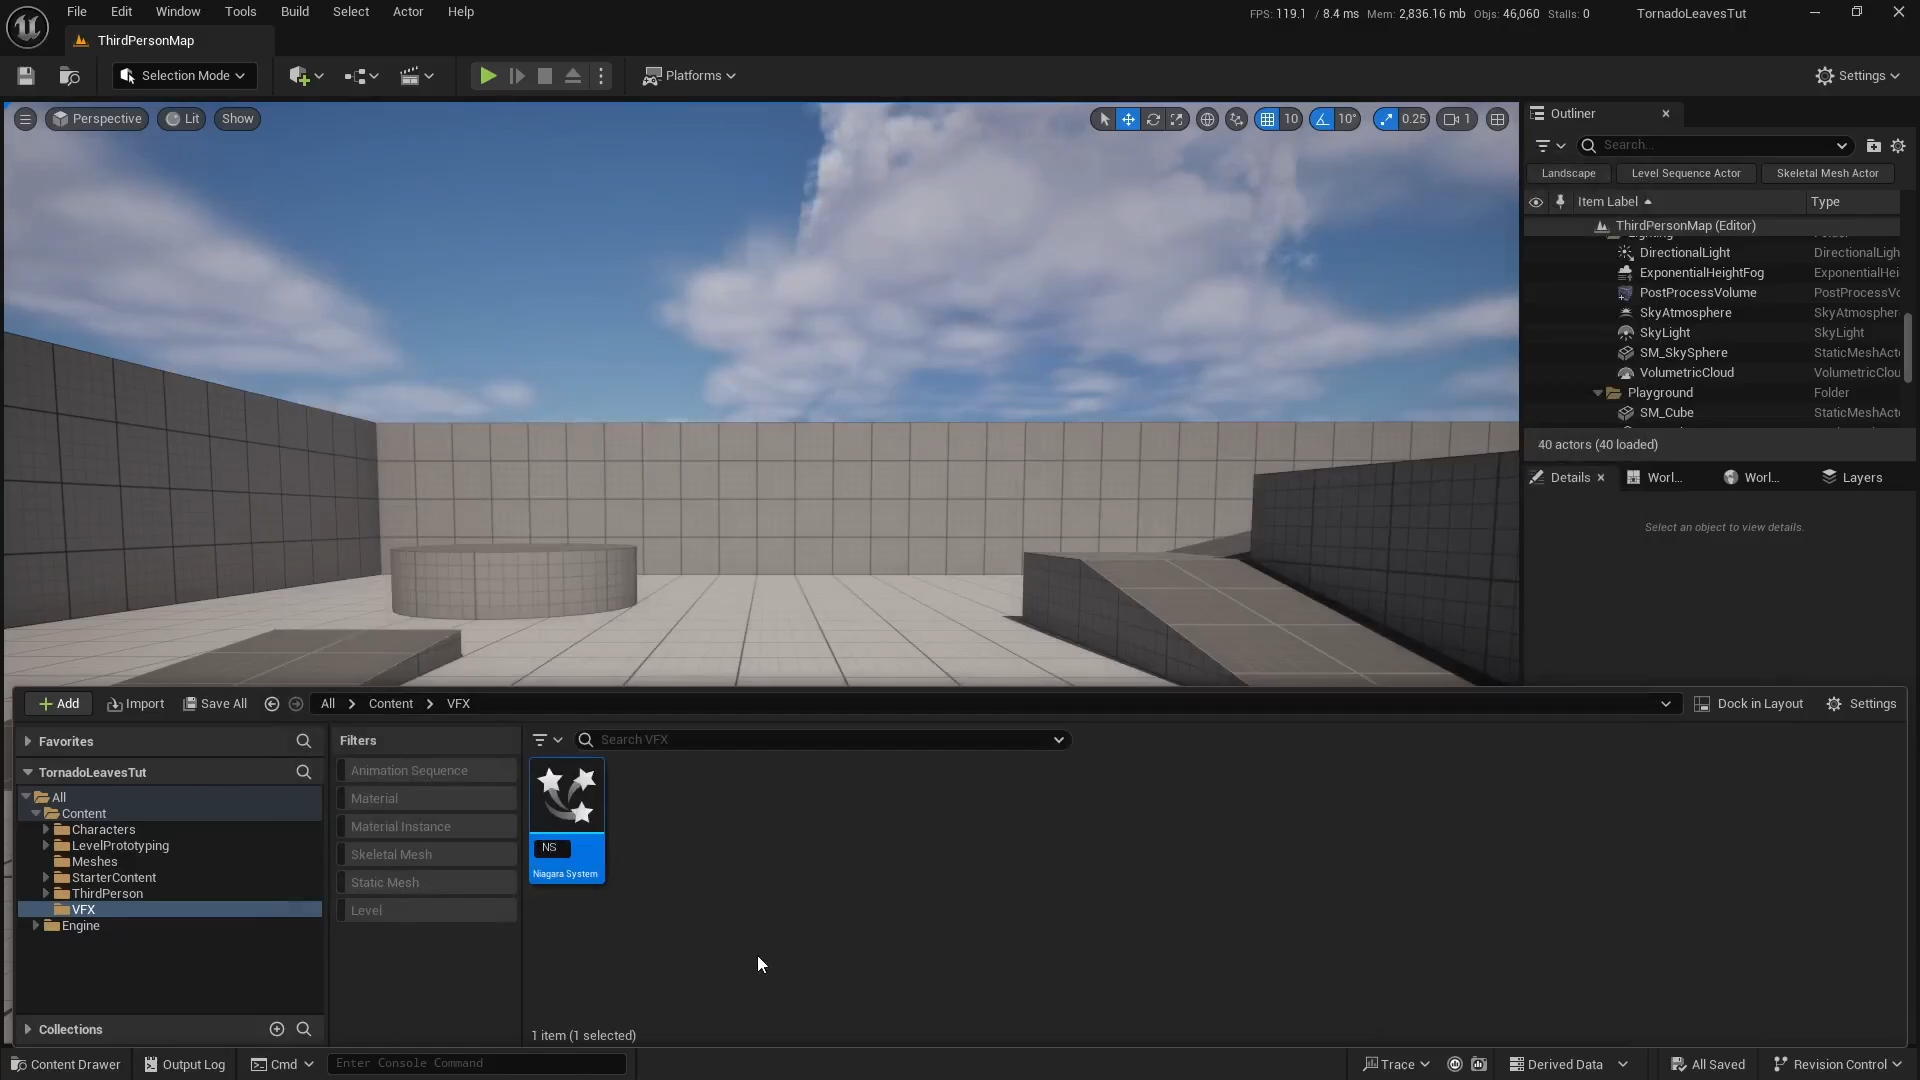 File Edit Window Tools Build Select Actor Help
FPS: 119.1 / 8.4 ms Mem: 2,836.16 mb Objs: 46,060 Stalls: 0
TornadoLeavesTut
ThirdPersonMap
Selection Mode
Platforms
Settings
Perspective Lit Show
10 10° 0.25 1
Outliner
Search...
Landscape Level Sequence Actor Skeletal Mesh Actor
Item Label Type
ThirdPersonMap (Editor)
DirectionalLight DirectionalLigh
ExponentialHeightFog ExponentialHei
PostProcessVolume PostProcessVo
SkyAtmosphere SkyAtmospher
SkyLight SkyLight
SM_SkySphere StaticMeshActo
VolumetricCloud VolumetricClou
Playground Folder
SM_Cube StaticMeshActo
40 actors (40 loaded)
Details Worl... Worl... Layers
Select an object to view details.
Add Import Save All All Content VFX Dock in Layout Settings
Favorites
TornadoLeavesTut
All
Content
Characters
LevelPrototyping
Meshes
StarterContent
ThirdPerson
VFX
Engine
Collections
Filters
Animation Sequence
Material
Material Instance
Skeletal Mesh
Static Mesh
Level
Search VFX
NS
Niagara System
1 item (1 selected)
Content Drawer Output Log Cmd Enter Console Command Trace Derived Data All Saved Revision Control